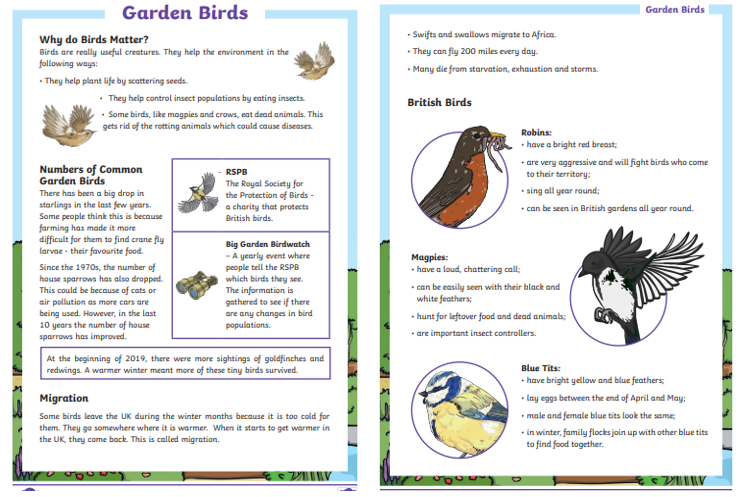 Garden Birds
Why do Birds Matter?
Birds are really useful creatures. They help the environment in the
following ways:
• They help plant life by scattering seeds.
• They help control insect populations by eating insects.
• Some birds, like magpies and crows, eat dead animals. This
gets rid of the rotting animals which could cause diseases.
Numbers of Common
Garden Birds
There has been a big drop in
starlings in the last few years.
Some people think this is because
farming has made it more
difficult for them to find crane fly
larvae - their favourite food.
Since the 1970s, the number of
house sparrows has also dropped.
This could be because of cats or
air pollution as more cars are
being used. However, in the last
10 years the number of house
sparrows has improved.
- RSPB
The Royal Society for
the Protection of Birds -
a charity that protects
British birds.
Big Garden Birdwatch
– A yearly event where
people tell the RSPB
which birds they see.
The information is
gathered to see if there
are any changes in bird
populations.
At the beginning of 2019, there were more sightings of goldfinches and
redwings. A warmer winter meant more of these tiny birds survived.
Migration
Some birds leave the UK during the winter months because it is too cold for
them. They go somewhere where it is warmer. When it starts to get warmer in
the UK, they come back. This is called migration.
Garden Birds
• Swifts and swallows migrate to Africa.
• They can fly 200 miles every day.
• Many die from starvation, exhaustion and storms.
British Birds
Robins:
• have a bright red breast;
• are very aggressive and will fight birds who come
to their territory;
• sing all year round;
• can be seen in British gardens all year round.
Magpies:
• have a loud, chattering call;
• can be easily seen with their black and
white feathers;
• hunt for leftover food and dead animals;
• are important insect controllers.
Blue Tits:
• have bright yellow and blue feathers;
• lay eggs between the end of April and May;
• male and female blue tits look the same;
• in winter, family flocks join up with other blue tits
to find food together.